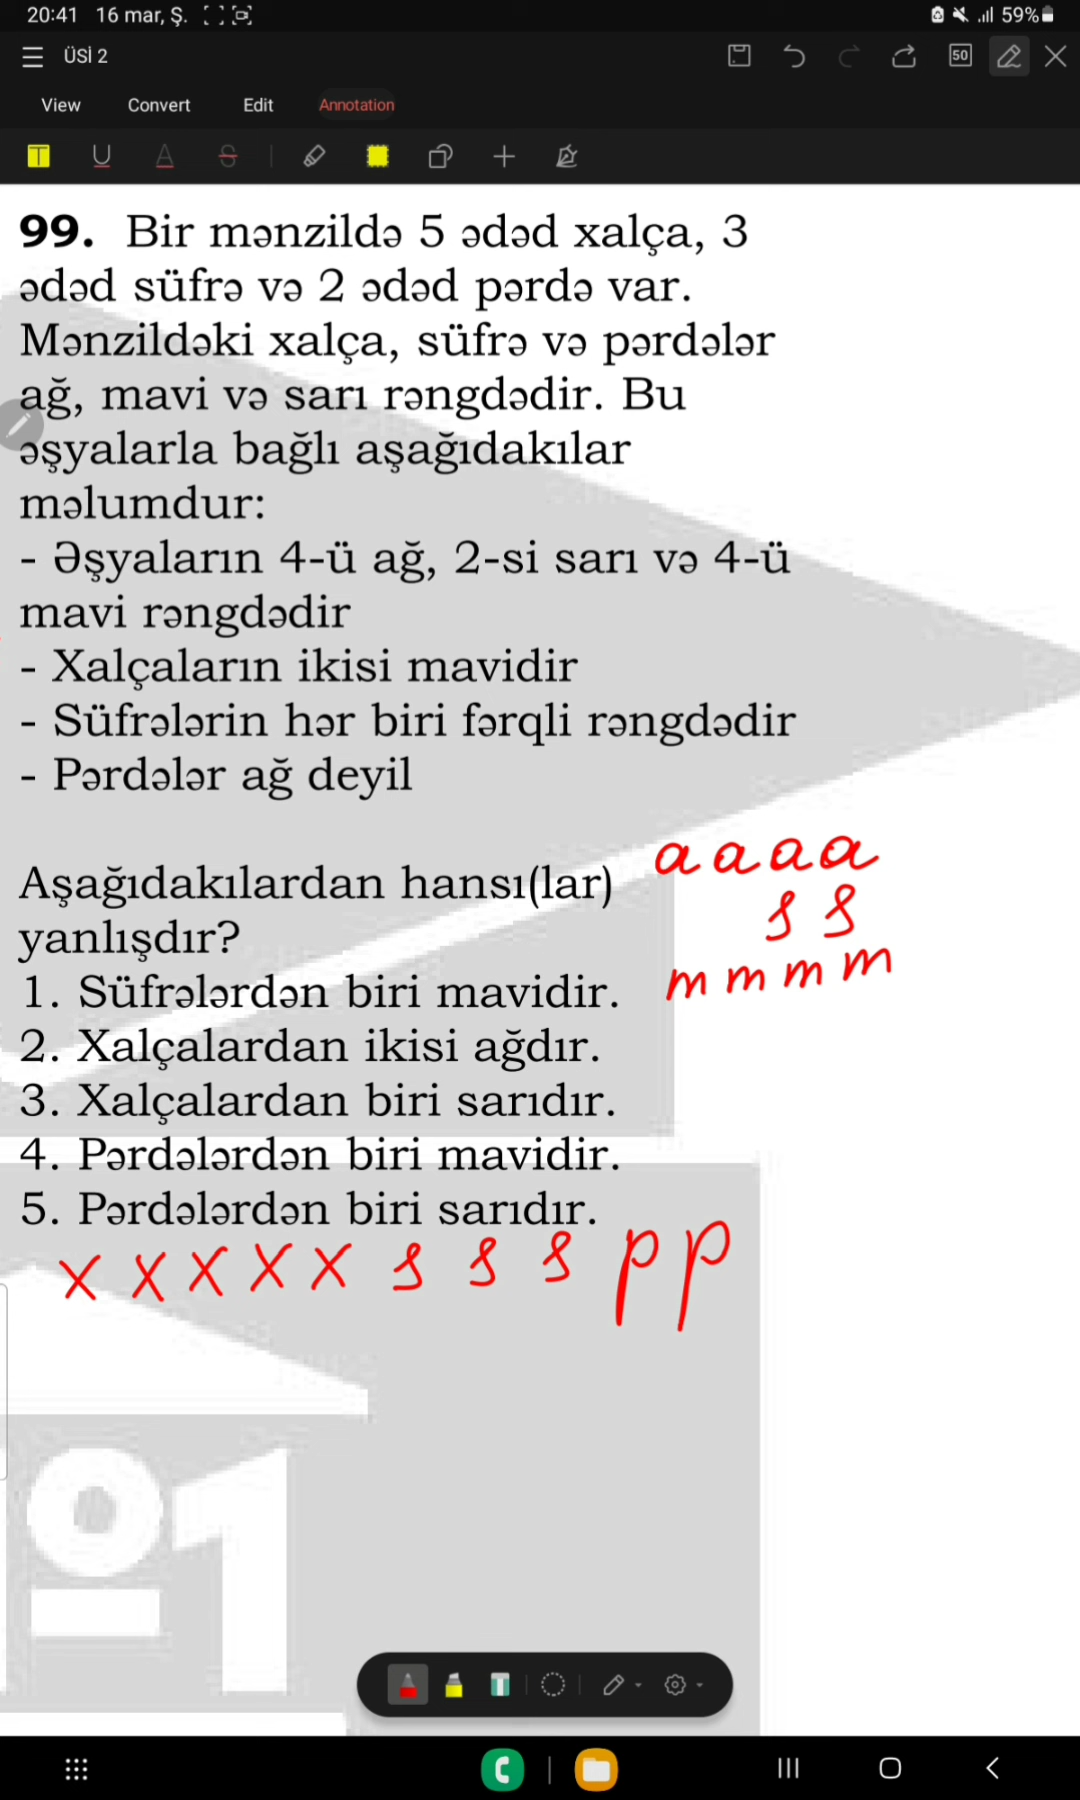 20:41 16 mar, Ş. 59%
ÜSİ 2 50
View Convert Edit Annotation
T U A S
99. Bir mənzildə 5 ədəd xalça, 3
ədəd süfrə və 2 ədəd pərdə var.
Mənzildəki xalça, süfrə və pərdələr
ağ, mavi və sarı rəngdədir. Bu
əşyalarla bağlı aşağıdakılar
məlumdur:
- Əşyaların 4-ü ağ, 2-si sarı və 4-ü
mavi rəngdədir
- Xalçaların ikisi mavidir
- Süfrələrin hər biri fərqli rəngdədir
- Pərdələr ağ deyil
a a a a
Aşağıdakılardan hansı(lar)
s s
yanlışdır?
m m m m
1. Süfrələrdən biri mavidir.
2. Xalçalardan ikisi ağdır.
3. Xalçalardan biri sarıdır.
4. Pərdələrdən biri mavidir.
5. Pərdələrdən biri sarıdır.
x x x x x s s s p p
№1